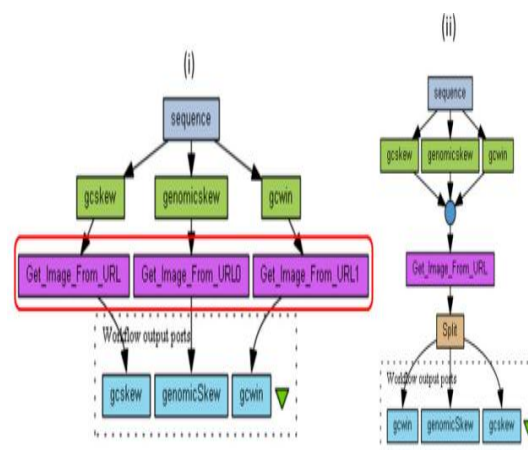 (i)
sequence
gcskew genomicskew gcwin
Get_Image_From_URL Get_Image_From_URL0 Get_Image_From_URL1
Workflow output ports
gcskew genomicSkew gcwin
(ii)
sequence
gcskew genomicskew gcwin
Get_Image_From_URL
Split
Workflow output ports
gcwin GenomicSkew gcskew